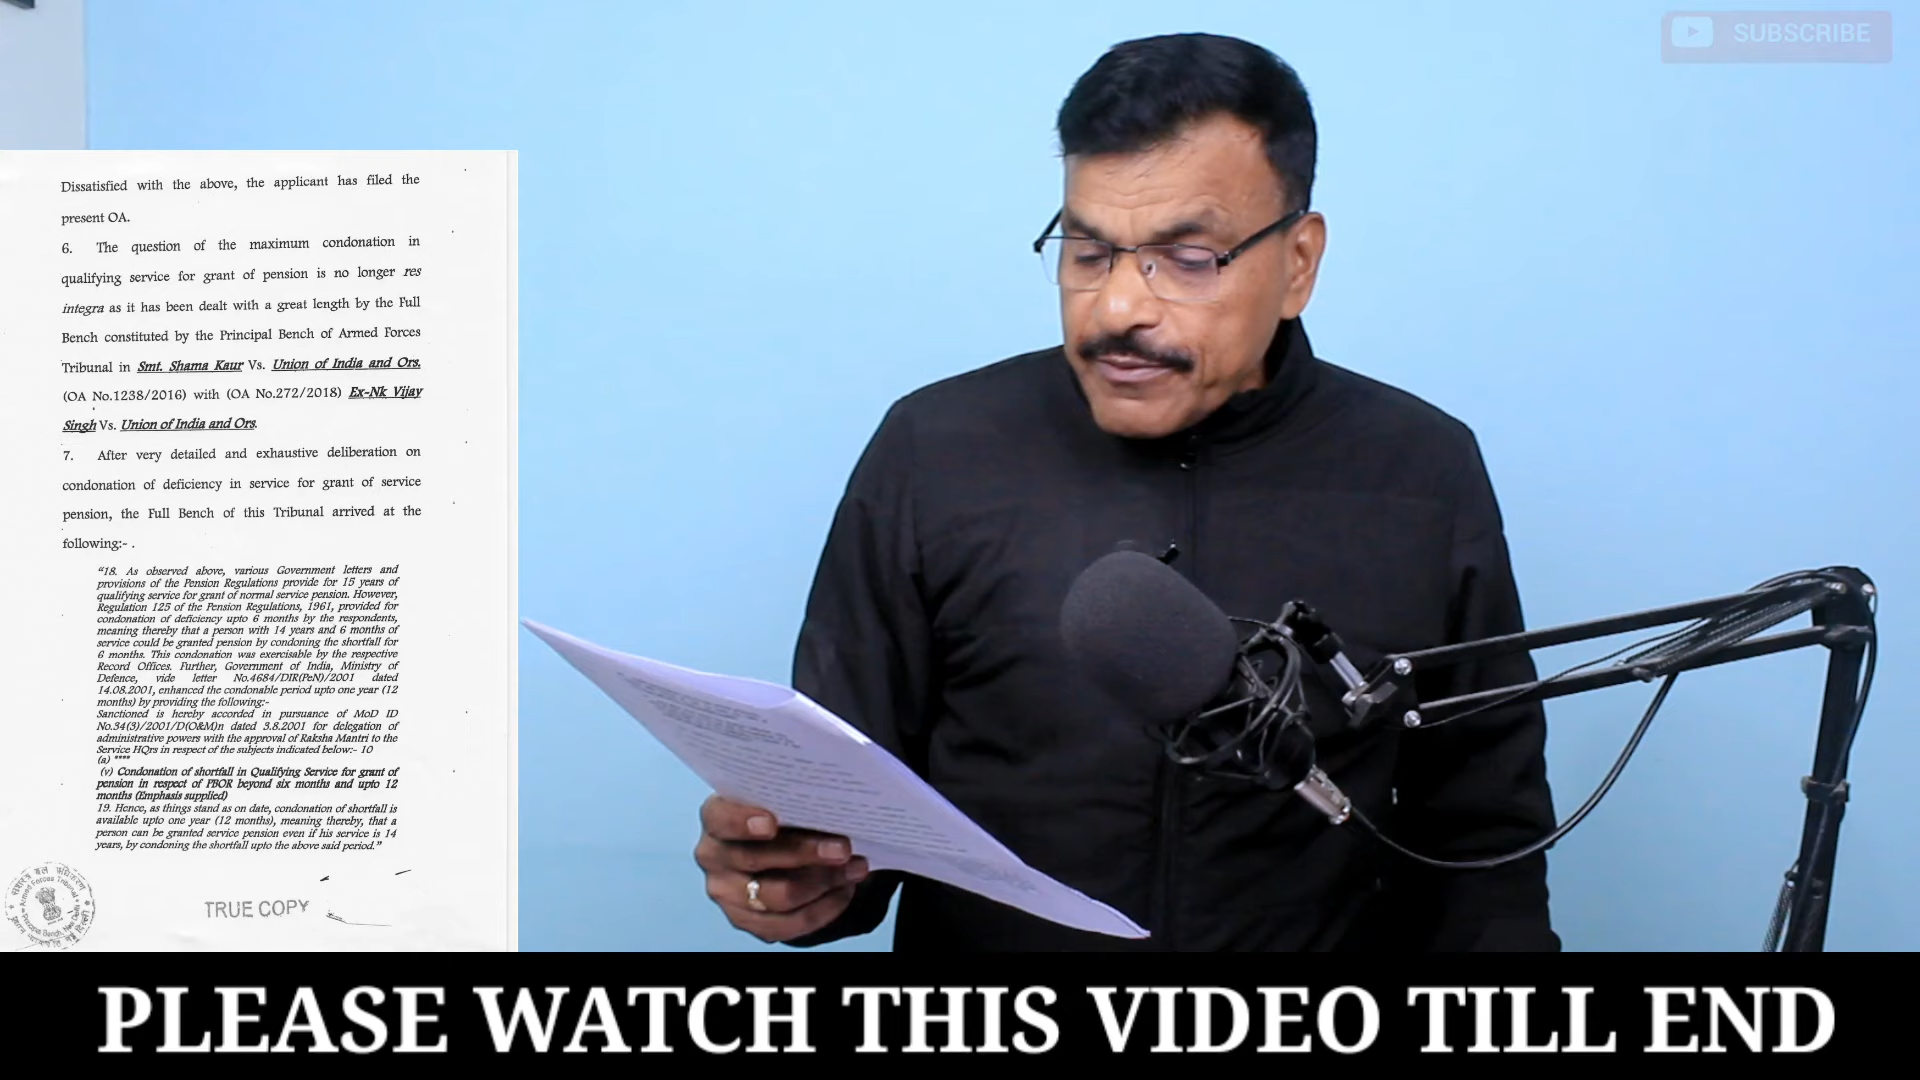 SUBSCRIBE
Dissatisfied with the above, the applicant has filed the
present OA.
6. The question of the maximum condonation in
qualifying service for grant of pension is no longer res
integra as it has been dealt with a great length by the Full
Bench constituted by the Principal Bench of Armed Forces
Tribunal in Smt. Shama Kaur Vs. Union of India and Ors.
(OA No.1238/2016) with (OA No.272/2018) Ex-Nk Vijay
Singh Vs. Union of India and Ors.
7. After very detailed and exhaustive deliberation on
condonation of deficiency in service for grant of service
pension, the Full Bench of this Tribunal arrived at the
following:- .
"18. As observed above, various Government letters and
provisions of the Pension Regulations provide for 15 years of
qualifying service for grant of normal service pension. However,
Regulation 125 of the Pension Regulations, 1961, provided for
condonation of deficiency upto 6 months by the respondents,
meaning thereby that a person with 14 years and 6 months of
service could be granted pension by condoning the shortfall for
6 months. This condonation was exercisable by the respective
Record Offices. Further, Government of India, Ministry of
Defence, vide letter No.4684/DIR(PeN)/2001 dated
14.08.2001, enhanced the condonable period upto one year (12
months) by providing the following:-
Sanctioned is hereby accorded in pursuance of MoD ID
No.34(3)/2001/D(O&M)n dated 3.8.2001 for delegation of
administrative powers with the approval of Raksha Mantri to the
Service HQrs in respect of the subjects indicated below:- 10
(a) ****
(v) Condonation of shortfall in Qualifying Service for grant of
pension in respect of PBOR beyond six months and upto 12
months (Emphasis supplied)
19. Hence, as things stand as on date, condonation of shortfall is
available upto one year (12 months), meaning thereby, that a
person can be granted service pension even if his service is 14
years, by condoning the shortfall upto the above said period."
Armed Forces Tribunal
Principal Bench, New Delhi
TRUE COPY
PLEASE WATCH THIS VIDEO TILL END